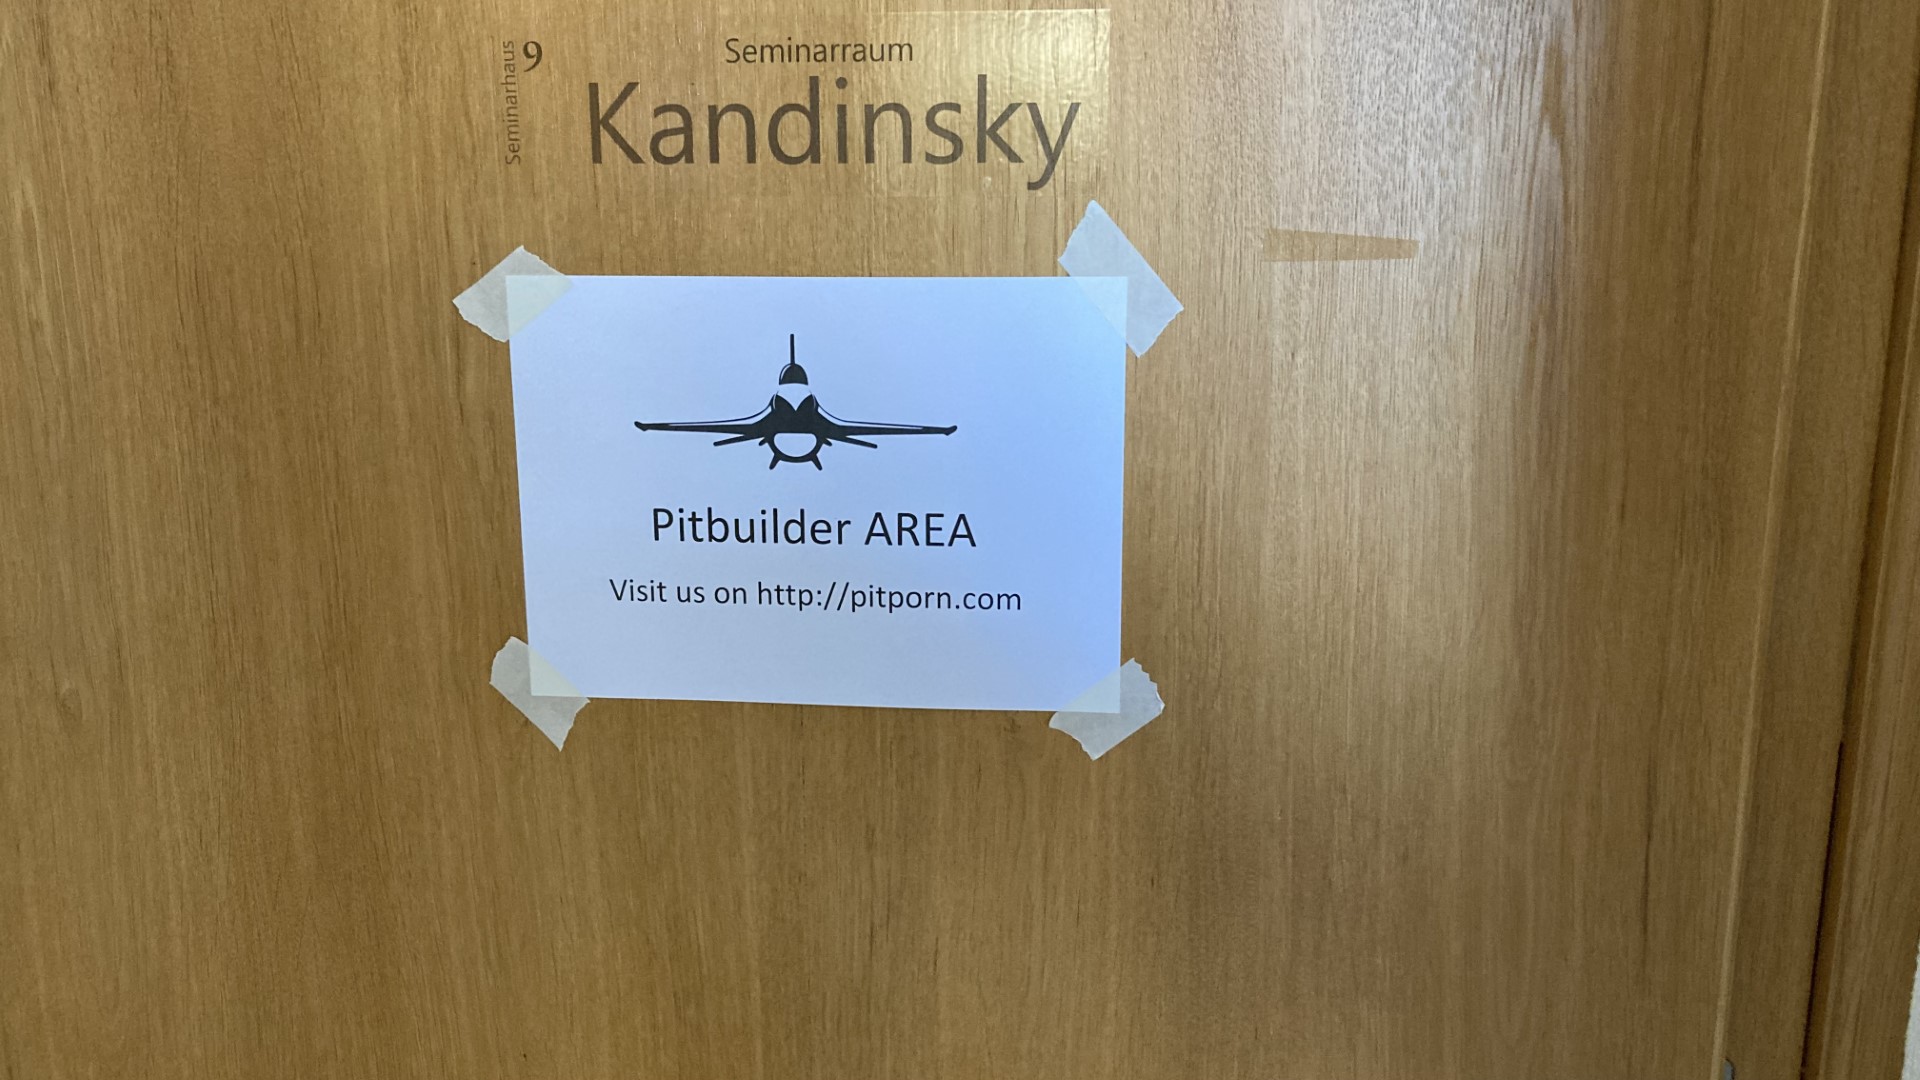 Seminarhaus 9
Seminarraum
Kandinsky
Pitbuilder AREA
Visit us on http://pitporn.com